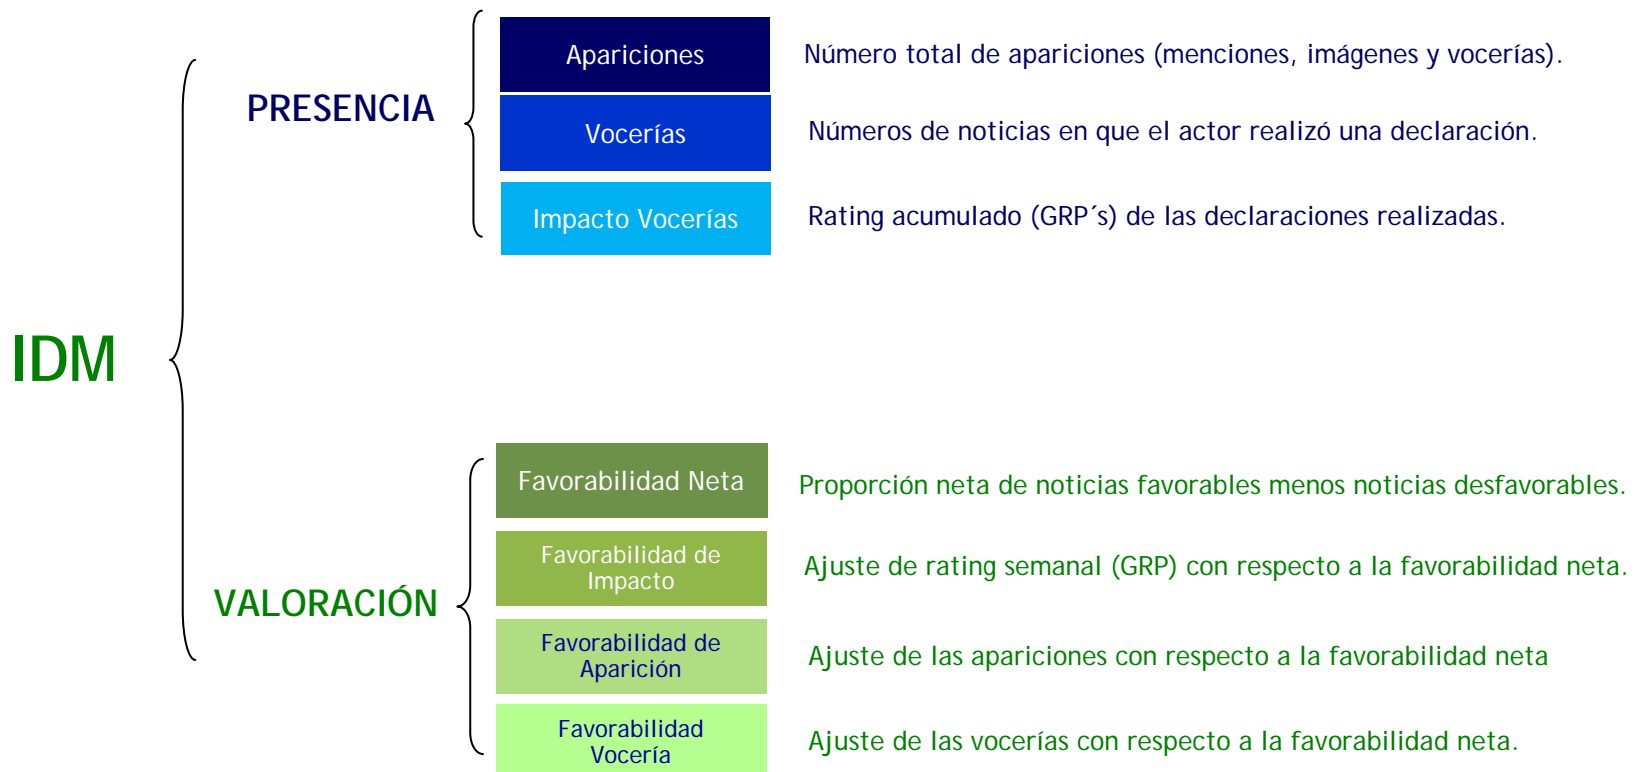 IDM
PRESENCIA
Apariciones
Número total de apariciones (menciones, imágenes y vocerías).
Vocerías
Números de noticias en que el actor realizó una declaración.
Impacto Vocerías
Rating acumulado (GRP´s) de las declaraciones realizadas.
VALORACIÓN
Favorabilidad Neta
Proporción neta de noticias favorables menos noticias desfavorables.
Favorabilidad de
Impacto
Ajuste de rating semanal (GRP) con respecto a la favorabilidad neta.
Favorabilidad de
Aparición
Ajuste de las apariciones con respecto a la favorabilidad neta
Favorabilidad
Vocería
Ajuste de las vocerías con respecto a la favorabilidad neta.